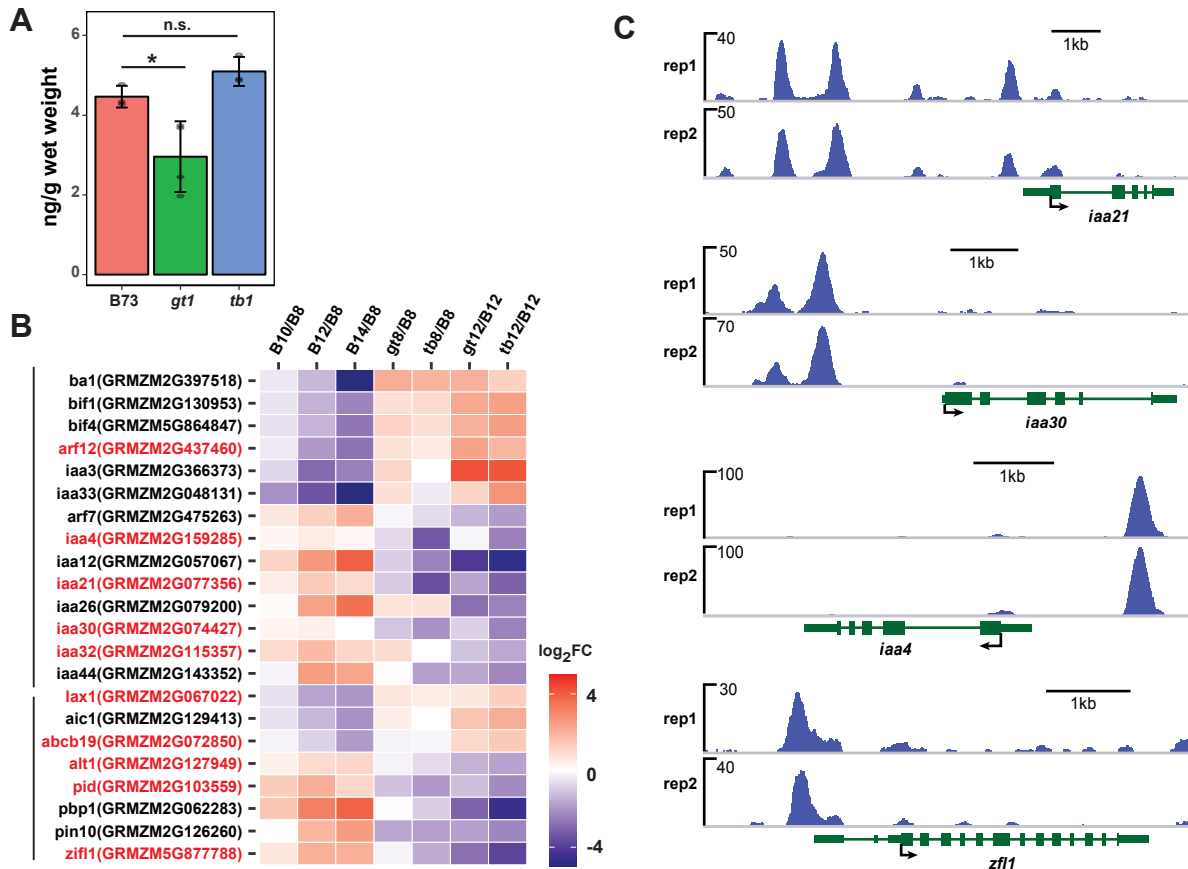 A
n.s.
*
ng/g wet weight
6
4
2
0
B73
gt1
tb1
B
B10/B8
B12/B8
B14/B8
gt8/B8
tb8/B8
gt12/B12
tb12/B12
ba1(GRMZM2G397518)
bif1(GRMZM2G130953)
bif4(GRMZM5G864847)
arf12(GRMZM2G437460)
iaa3(GRMZM2G366373)
iaa33(GRMZM2G048131)
arf7(GRMZM2G475263)
iaa4(GRMZM2G159285)
iaa12(GRMZM2G057067)
iaa21(GRMZM2G077356)
iaa26(GRMZM2G079200)
iaa30(GRMZM2G074427)
iaa32(GRMZM2G115357)
iaa44(GRMZM2G143352)
lax1(GRMZM2G067022)
aic1(GRMZM2G129413)
abcb19(GRMZM2G072850)
alt1(GRMZM2G127949)
pid(GRMZM2G103559)
pbp1(GRMZM2G062283)
pin10(GRMZM2G126260)
zifl1(GRMZM5G877788)
log2FC
4
0
-4
C
40
1kb
rep1
50
rep2
iaa21
50
1kb
rep1
70
rep2
iaa30
100
1kb
rep1
100
rep2
iaa4
30
1kb
rep1
40
rep2
zfl1